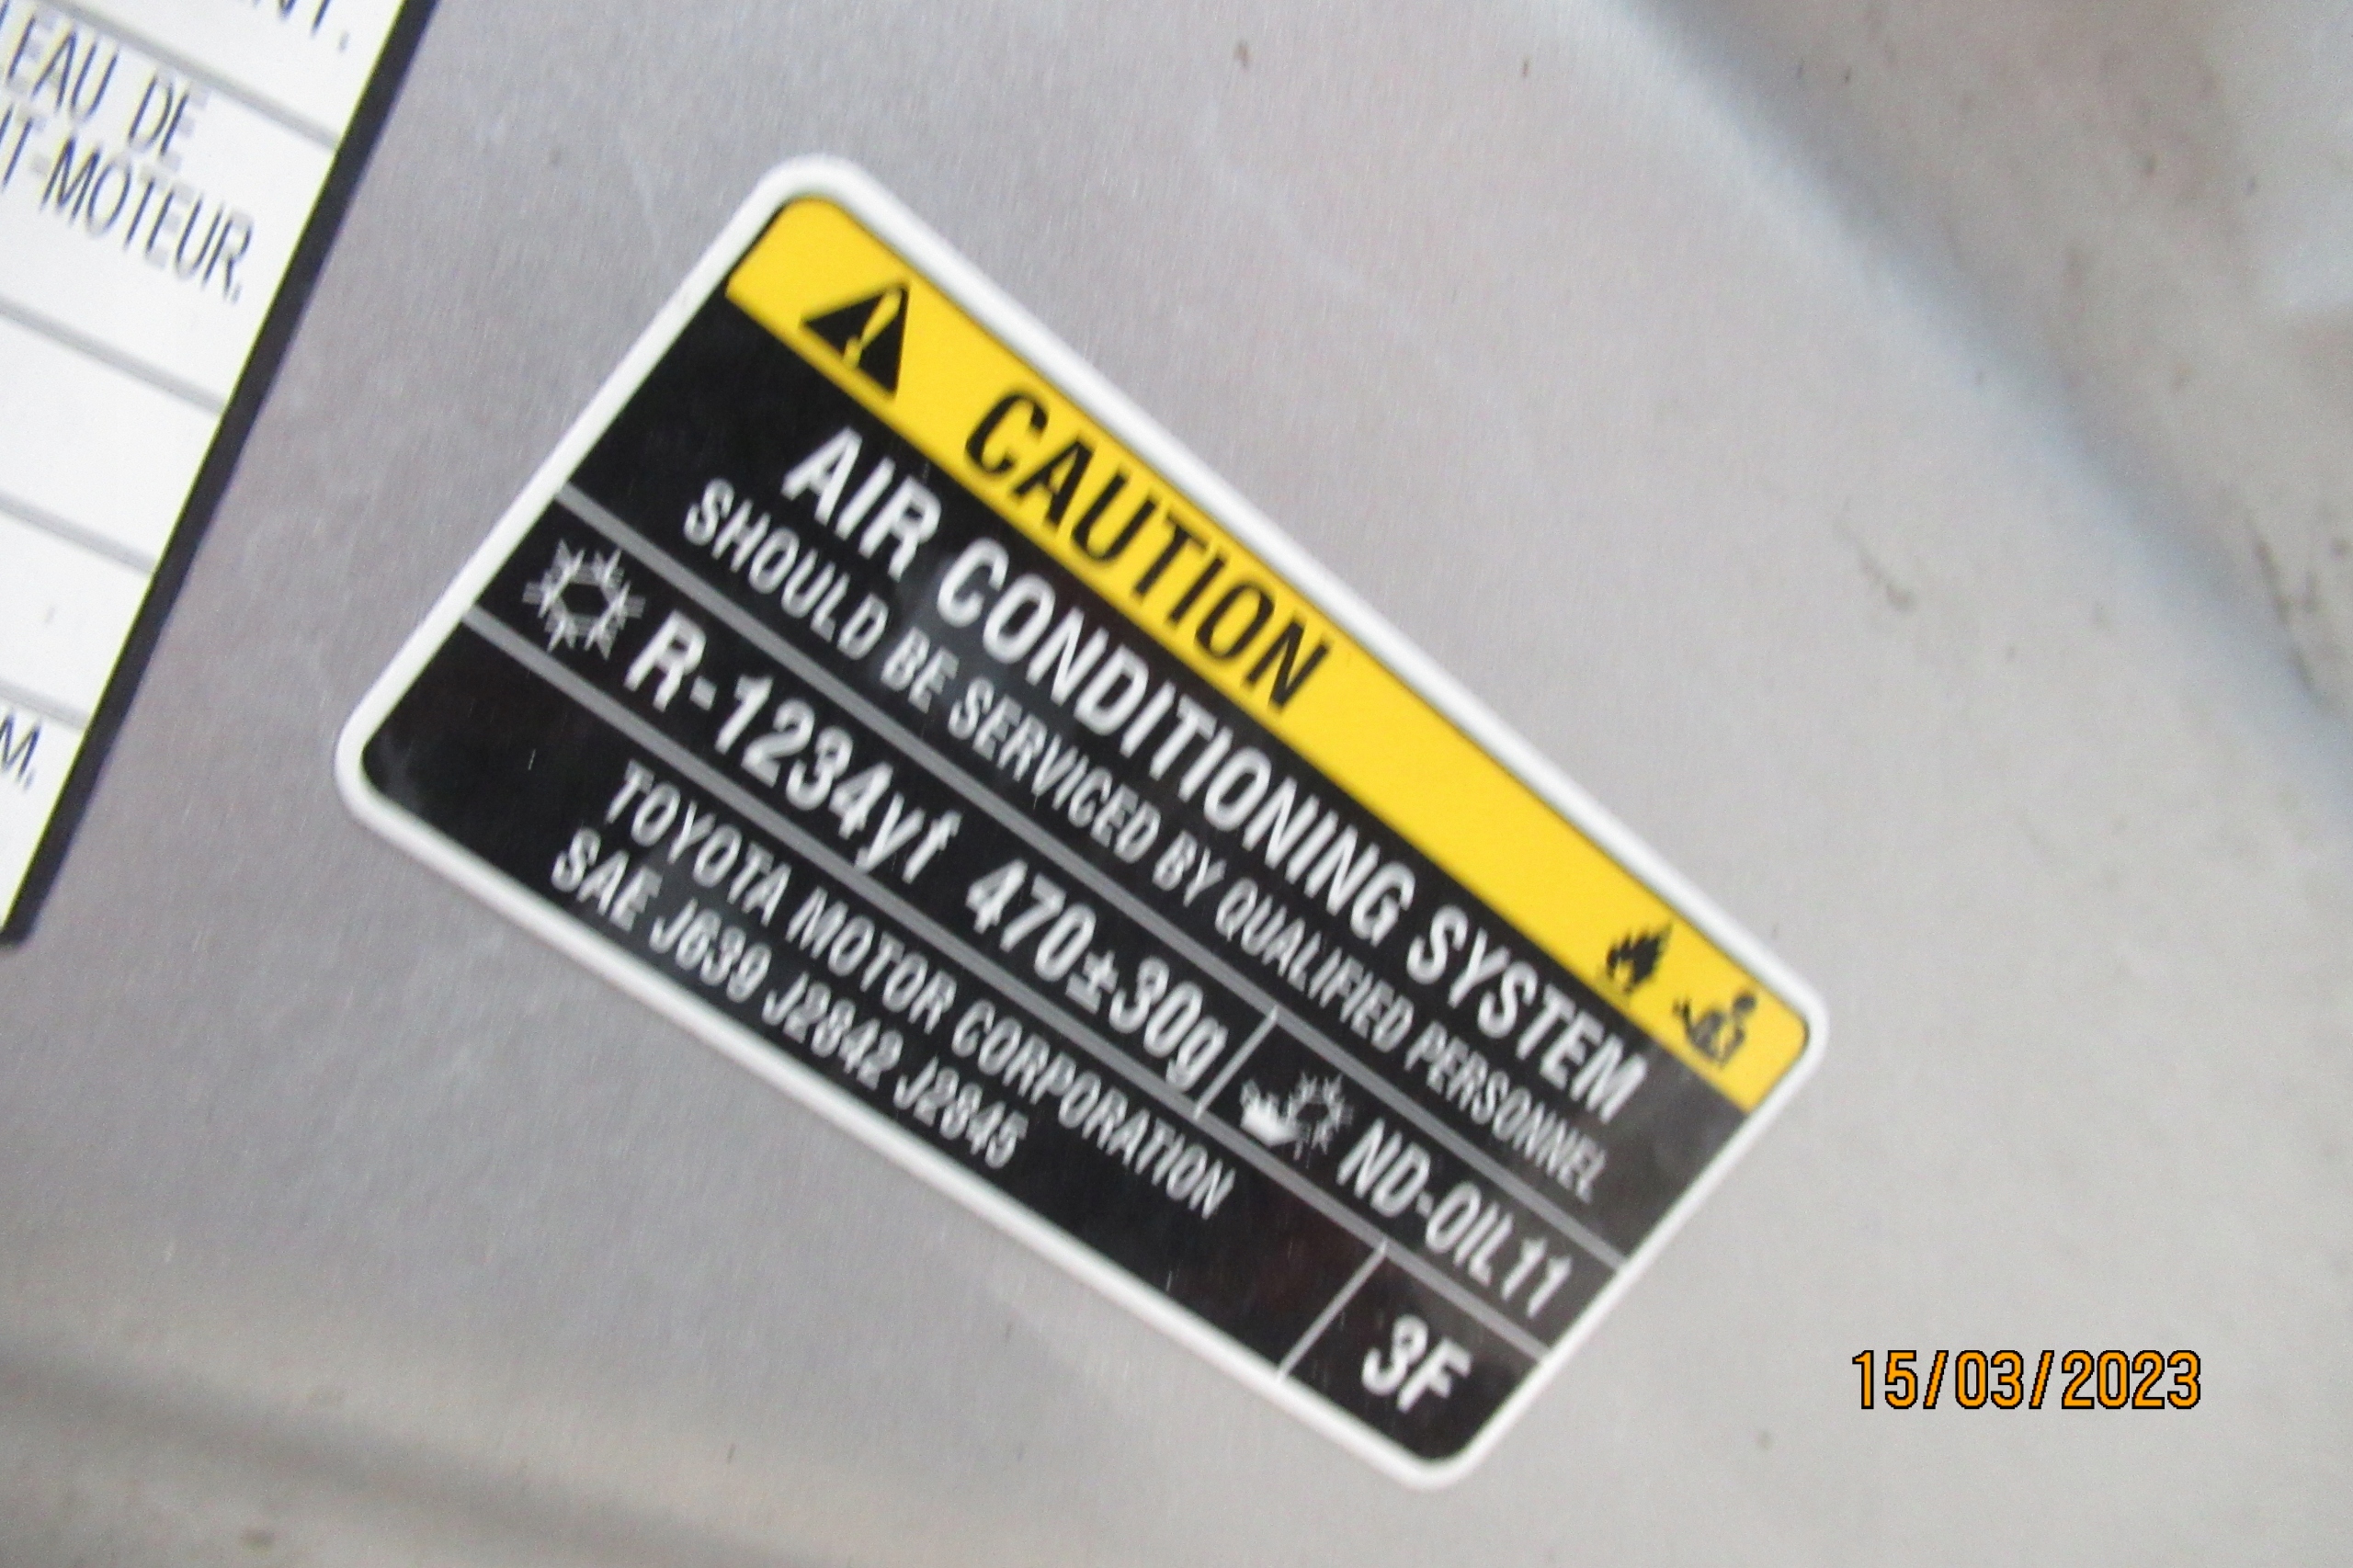 EAU DE
T-MOTEUR.
M.
CAUTION
AIR CONDITIONING SYSTEM
SHOULD BE SERVICED BY QUALIFIED PERSONNEL
R-1234yf 470±30g
ND-OIL11
TOYOTA MOTOR CORPORATION
SAE J639 J2842 J2845
3F
15/03/2023